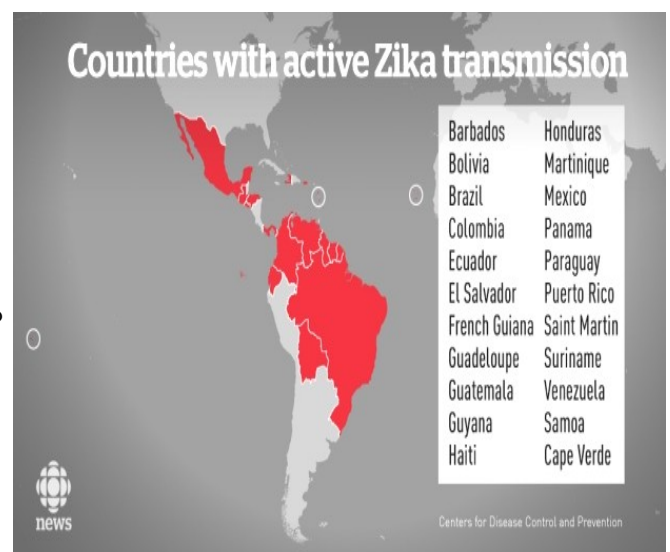 Countries with active Zika transmission
Barbados
Bolivia
Brazil
Colombia
Ecuador
El Salvador
French Guiana
Guadeloupe
Guatemala
Guyana
Haiti
Honduras
Martinique
Mexico
Panama
Paraguay
Puerto Rico
Saint Martin
Suriname
Venezuela
Samoa
Cape Verde
news
Centers for Disease Control and Prevention